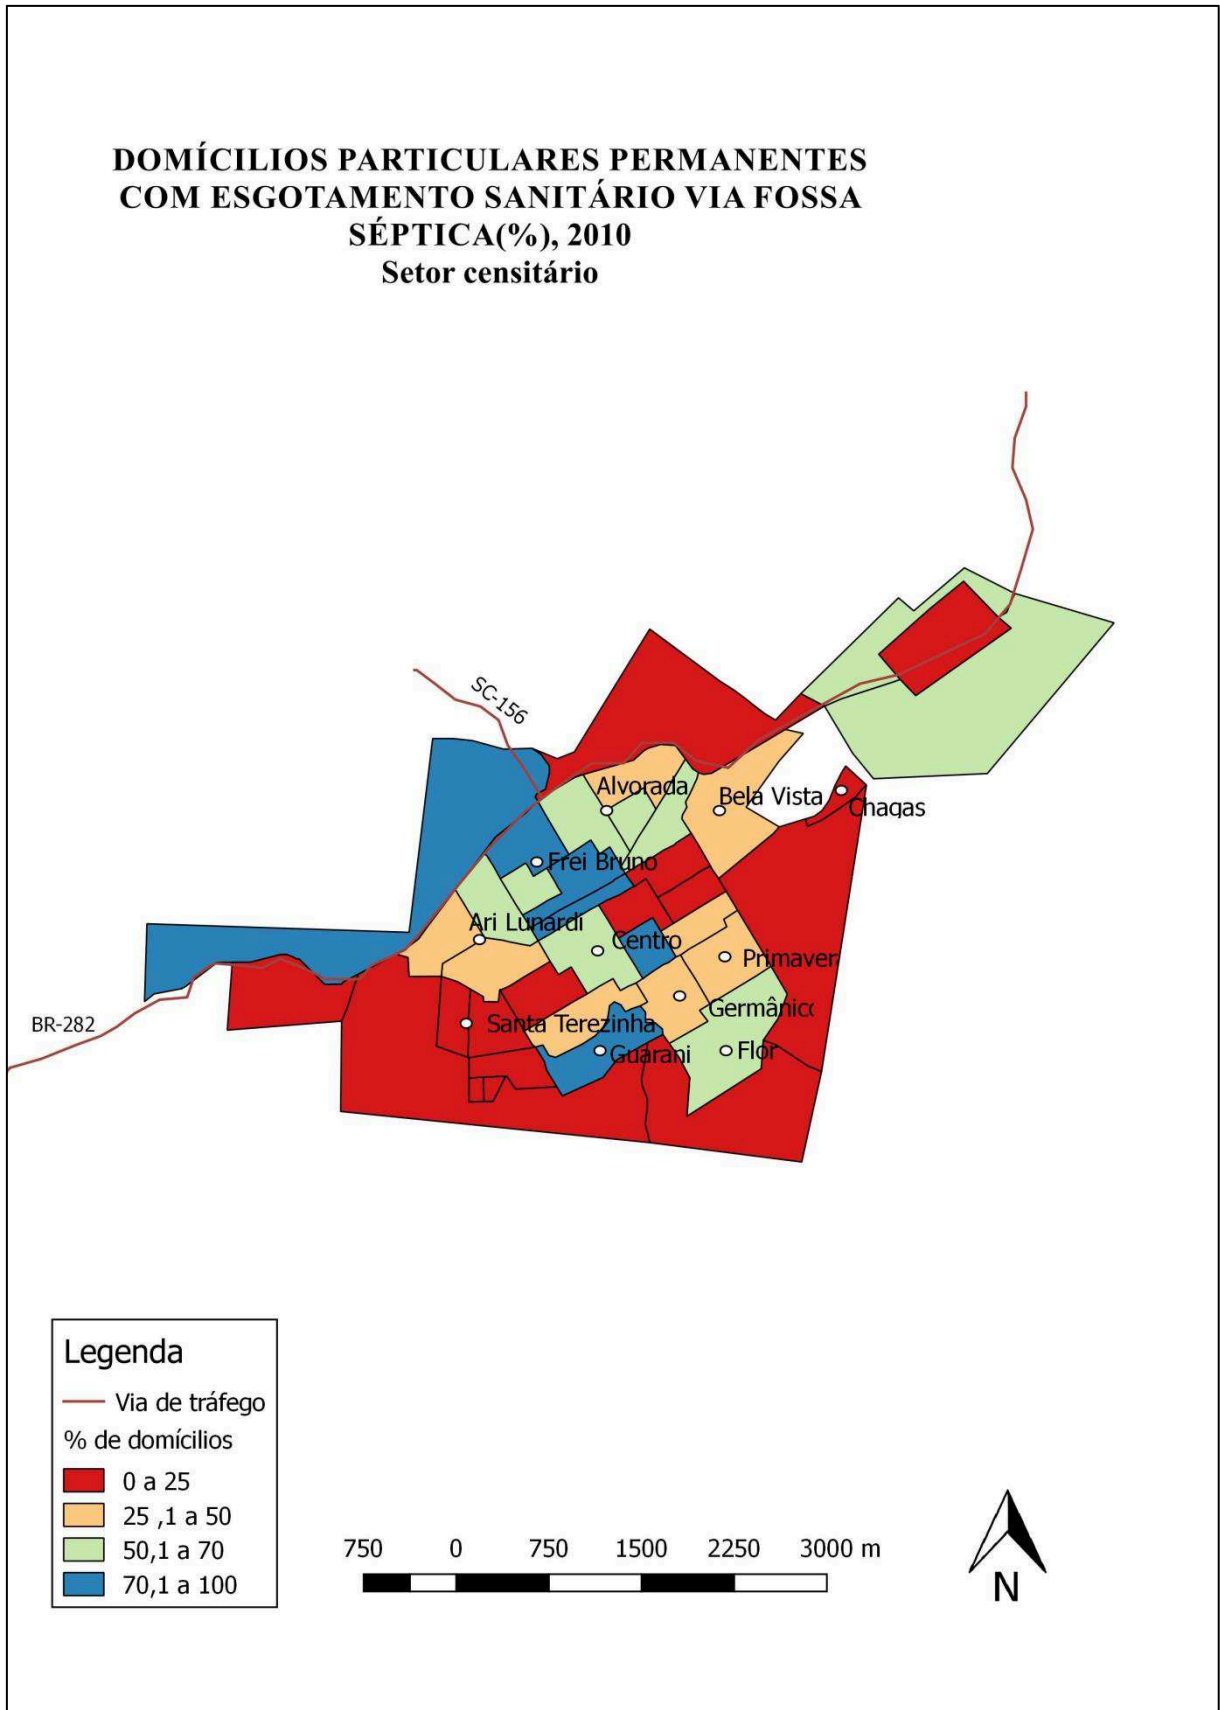 DOMÍCILIOS PARTICULARES PERMANENTES
COM ESGOTAMENTO SANITÁRIO VIA FOSSA
SÉPTICA(%), 2010
Setor censitário
SC-156
Alvorada
Bela Vista
Chagas
Frei Bruno
Ari Lunardi
Centro
Primaver
Germânico
Santa Terezinha
Guarani
Flor
BR-282
Legenda
Via de tráfego
% de domícilios
0 a 25
25 ,1 a 50
50,1 a 70
70,1 a 100
750 0 750 1500 2250 3000 m
N